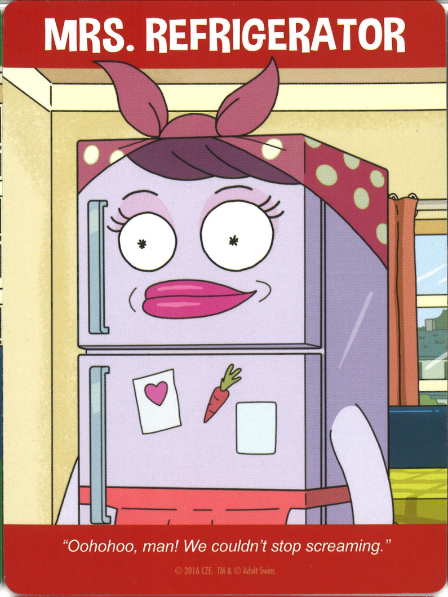 MRS. REFRIGERATOR
“Oohohoo, man! We couldn’t stop screaming.”
© 2016 CZE. TM & © Adult Swim.